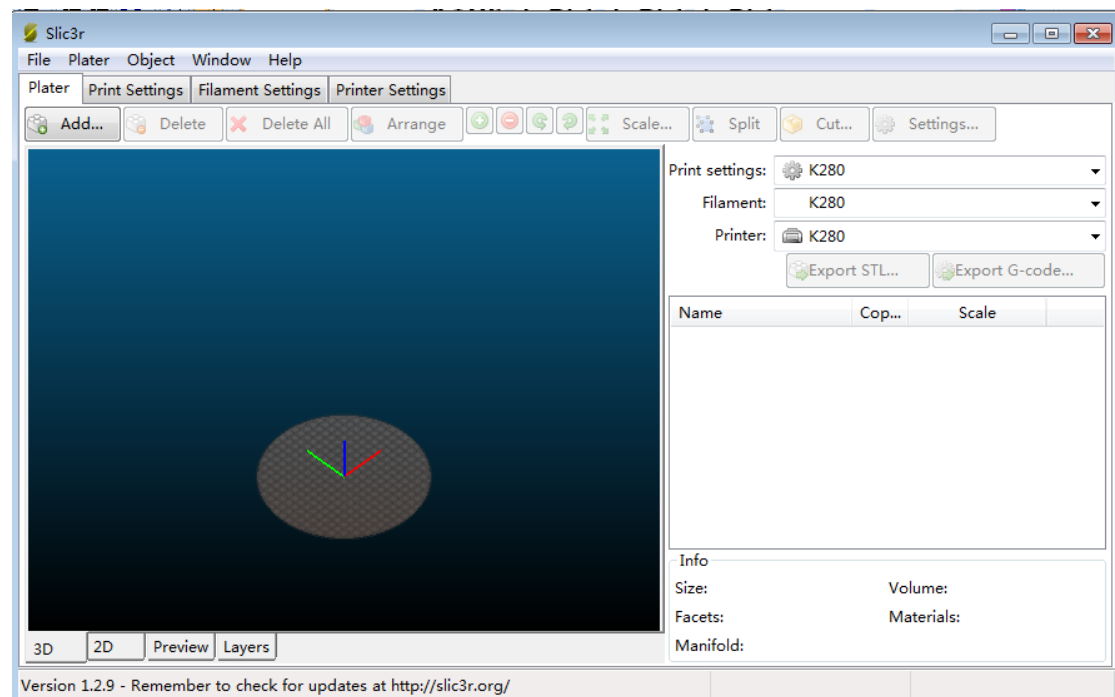 Slic3r
File Plater Object Window Help
Plater Print Settings Filament Settings Printer Settings
Add... Delete Delete All Arrange Scale... Split Cut... Settings...
Print settings: K280
Filament: K280
Printer: K280
Export STL... Export G-code...
Name Cop... Scale
Info
Size: Volume:
Facets: Materials:
Manifold:
3D 2D Preview Layers
Version 1.2.9 - Remember to check for updates at http://slic3r.org/